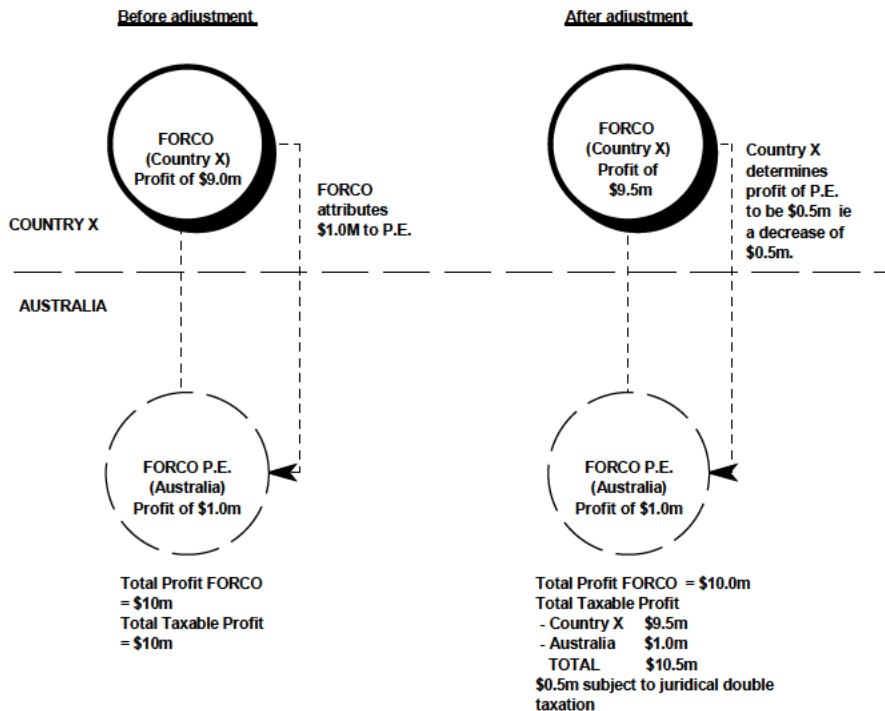 Before adjustment
FORCO
(Country X)
Profit of $9.0m
FORCO
attributes
$1.0M to P.E.
COUNTRY X
AUSTRALIA
FORCO P.E.
(Australia)
Profit of $1.0m
Total Profit FORCO
= $10m
Total Taxable Profit
= $10m
After adjustment
FORCO
(Country X)
Profit of
$9.5m
Country X
determines
profit of P.E.
to be $0.5m ie
a decrease of
$0.5m.
FORCO P.E.
(Australia)
Profit of $1.0m
Total Profit FORCO = $10.0m
Total Taxable Profit
- Country X $9.5m
- Australia $1.0m
TOTAL $10.5m
$0.5m subject to juridical double
taxation